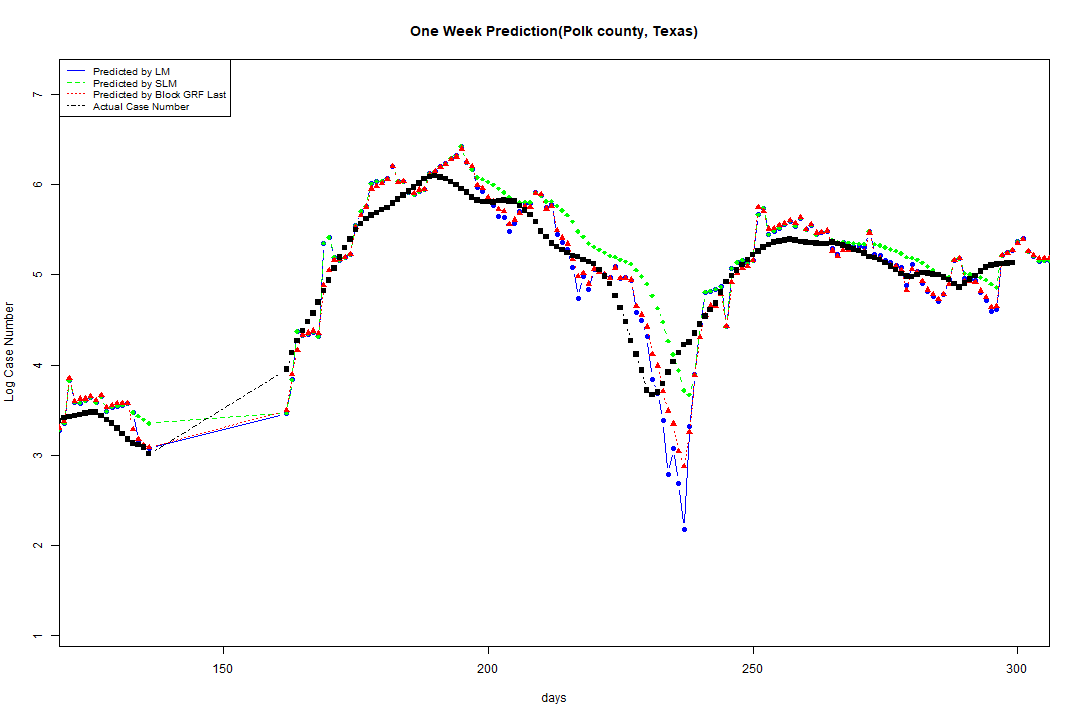 One Week Prediction(Polk county, Texas)
Predicted by LM
Predicted by SLM
Predicted by Block GRF Last
Actual Case Number
7
6
5
4
3
2
1
Log Case Number
150
200
250
300
days